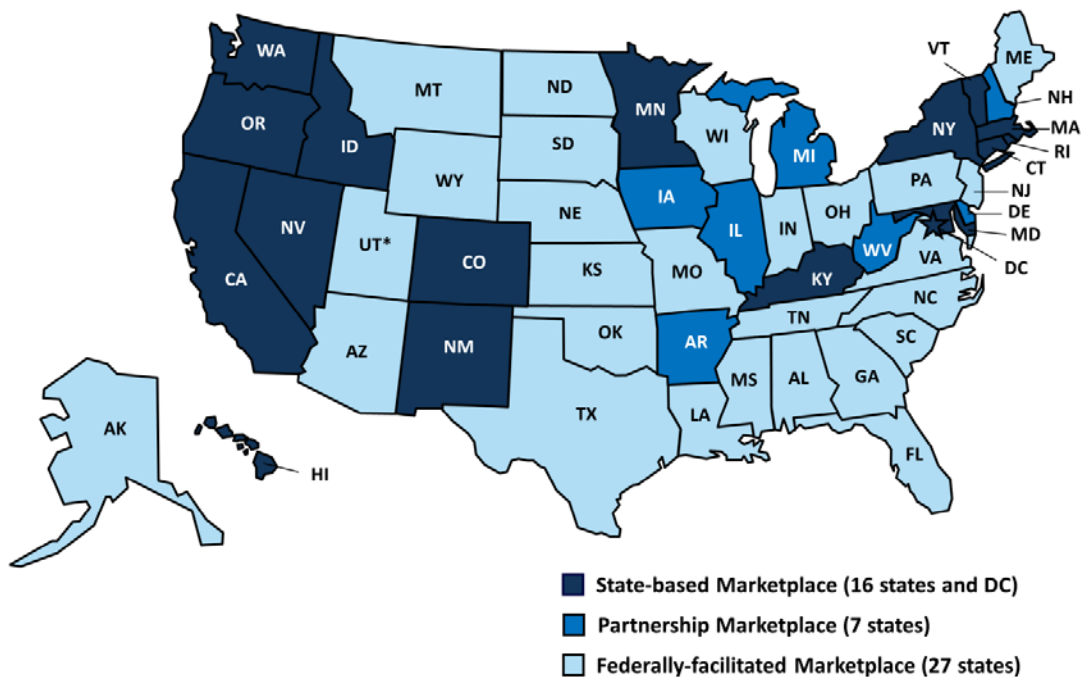 WA
MT
ND
MN
VT
ME
NH
OR
ID
SD
WI
NY
MA
MI
RI
CT
WY
IA
PA
NJ
NE
OH
DE
NV
UT*
IL
IN
MD
CO
WV
VA
DC
CA
KS
MO
KY
NC
TN
AZ
NM
OK
AR
SC
MS
AL
GA
TX
LA
AK
FL
HI
State-based Marketplace (16 states and DC)
Partnership Marketplace (7 states)
Federally-facilitated Marketplace (27 states)